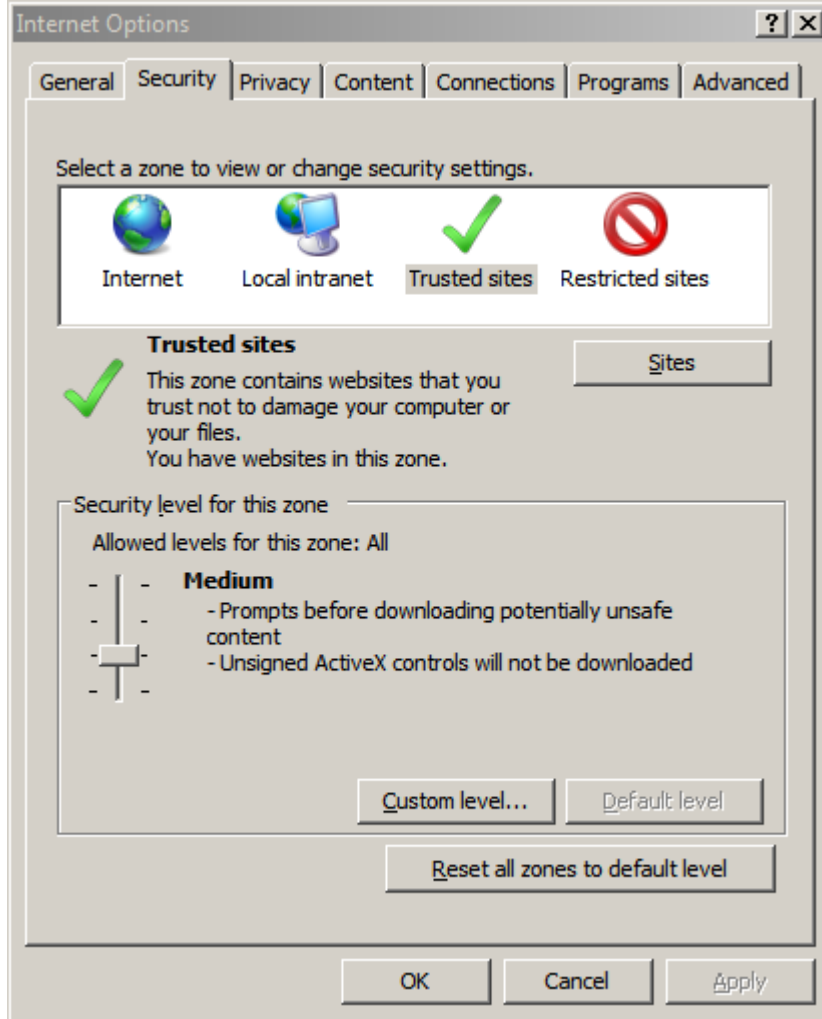 Internet Options
General Security Privacy Content Connections Programs Advanced
Select a zone to view or change security settings.
Internet Local intranet Trusted sites Restricted sites
Trusted sites
Sites
This zone contains websites that you
trust not to damage your computer or
your files.
You have websites in this zone.
Security level for this zone
Allowed levels for this zone: All
Medium
- Prompts before downloading potentially unsafe
content
- Unsigned ActiveX controls will not be downloaded
Custom level... Default level
Reset all zones to default level
OK Cancel Apply